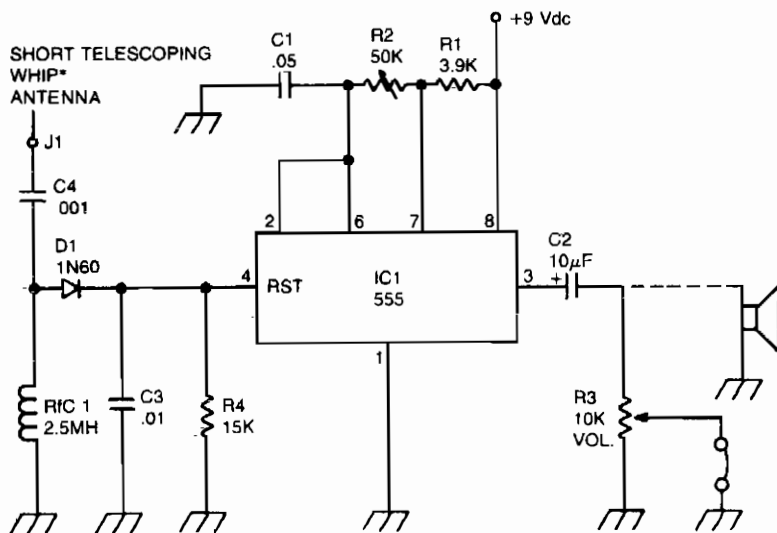 +9 Vdc
SHORT TELESCOPING
WHIP*
ANTENNA
J1
C1
.05
R2
50K
R1
3.9K
C4
001
D1
1N60
2
6
7
8
4
RST
IC1
555
3
1
C2
+
10μF
RfC 1
2.5MH
C3
.01
R4
15K
R3
10K
VOL.